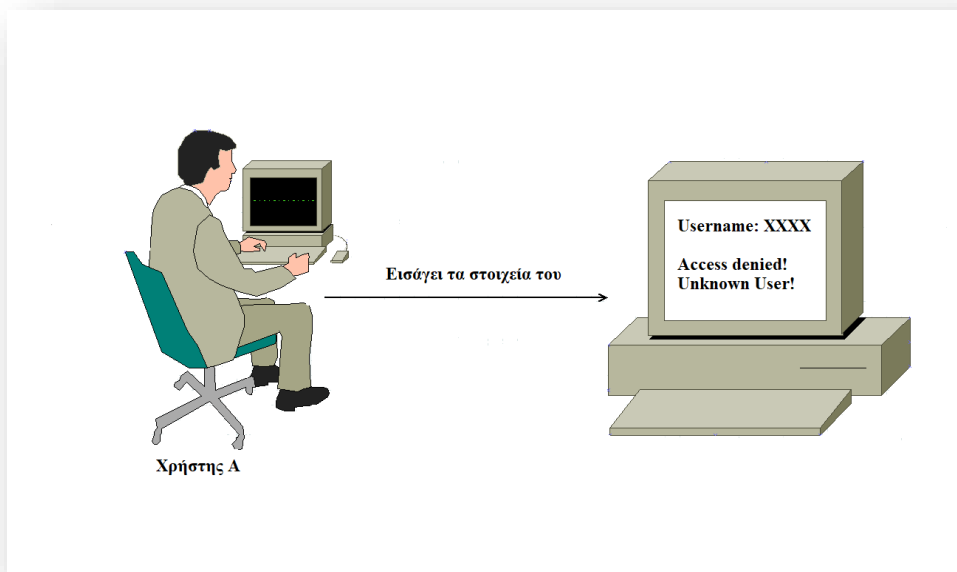 Username: XXXX
Access denied!
Unknown User!
Εισάγει τα στοιχεία του
Χρήστης Α